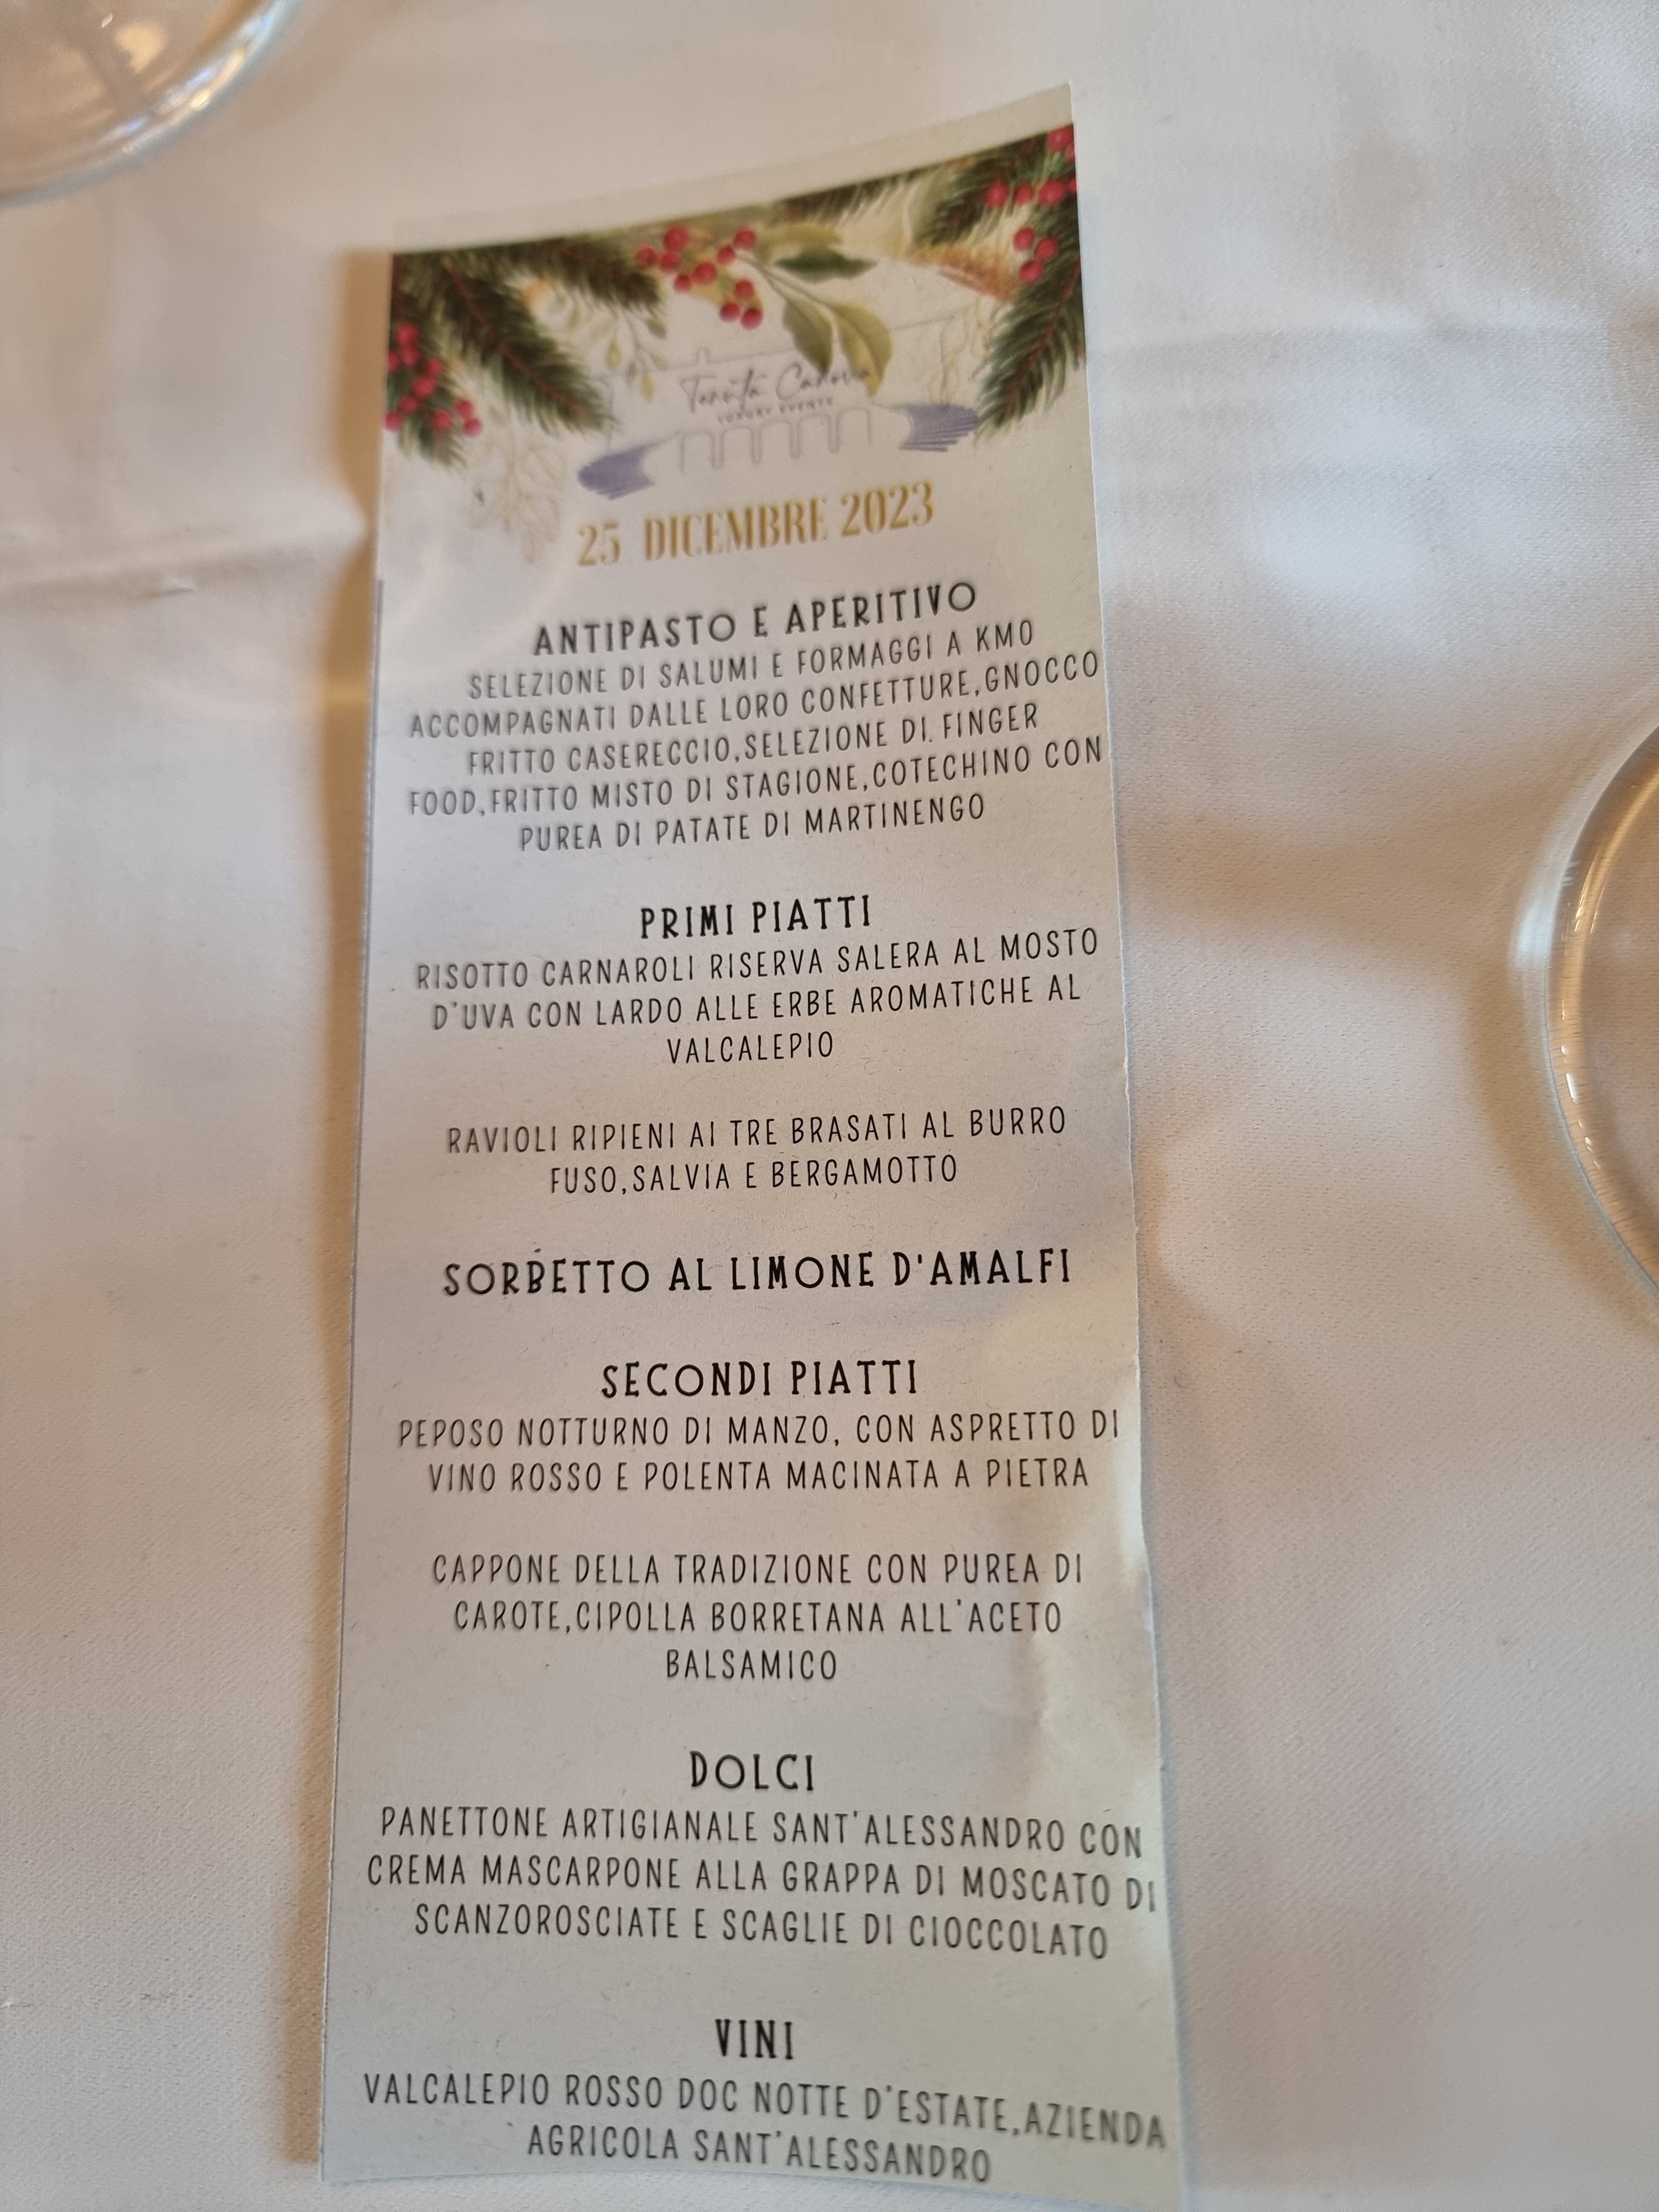 Tenuta Canova
LUXURY EVENTS
25 DICEMBRE 2023
ANTIPASTO E APERITIVO
SELEZIONE DI SALUMI E FORMAGGI A KM0
ACCOMPAGNATI DALLE LORO CONFETTURE,GNOCCO
FRITTO CASERECCIO,SELEZIONE DI FINGER
FOOD,FRITTO MISTO DI STAGIONE,COTECHINO CON
PUREA DI PATATE DI MARTINENGO
PRIMI PIATTI
RISOTTO CARNAROLI RISERVA SALERA AL MOSTO
D'UVA CON LARDO ALLE ERBE AROMATICHE AL
VALCALEPIO
RAVIOLI RIPIENI AI TRE BRASATI AL BURRO
FUSO,SALVIA E BERGAMOTTO
SORBETTO AL LIMONE D'AMALFI
SECONDI PIATTI
PEPOSO NOTTURNO DI MANZO, CON ASPRETTO DI
VINO ROSSO E POLENTA MACINATA A PIETRA
CAPPONE DELLA TRADIZIONE CON PUREA DI
CAROTE,CIPOLLA BORRETANA ALL'ACETO
BALSAMICO
DOLCI
PANETTONE ARTIGIANALE SANT'ALESSANDRO CON
CREMA MASCARPONE ALLA GRAPPA DI MOSCATO DI
SCANZOROSCIATE E SCAGLIE DI CIOCCOLATO
VINI
VALCALEPIO ROSSO DOC NOTTE D'ESTATE,AZIENDA
AGRICOLA SANT'ALESSANDRO